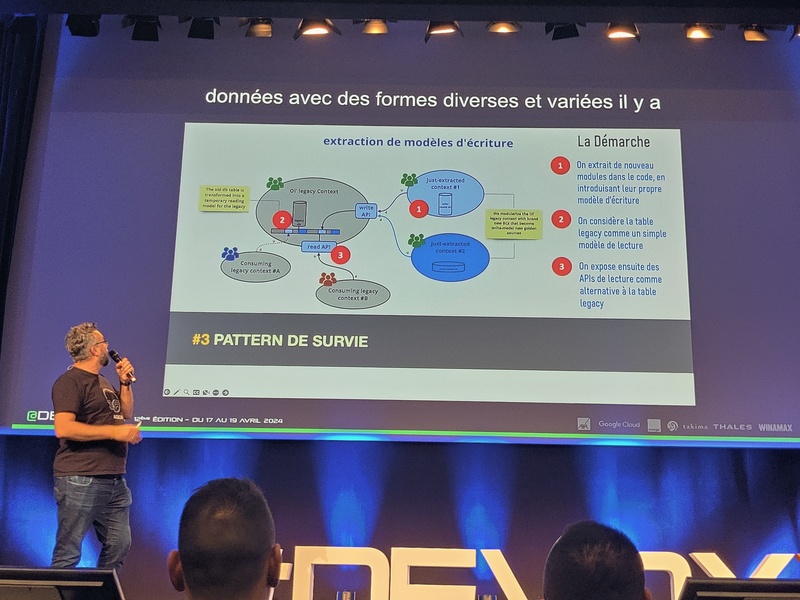 données avec des formes diverses et variées il y a
extraction de modèles d'écriture
La Démarche
1
On extrait de nouveau
modules dans le code, en
introduisant leur propre
modèle d'écriture
2
On considère la table
legacy comme un simple
modèle de lecture
3
On expose ensuite des
APIs de lecture comme
alternative à la table
legacy
The old db table is
transformed into a
temporary reading
model for the legacy
Ol' legacy Context
2
write
API
read API
3
Consuming
legacy context #A
Consuming legacy
context #B
Just-extracted
context #1
1
Just-extracted
context #2
we modularize the Ol'
legacy context with brand
new BCs that become
write-model new golden
sources
#3 PATTERN DE SURVIE
ÉDITION - DU 17 AU 19 AVRIL 2024
AXA
Google Cloud
takima
THALES
WINAMAX
DEVOXX